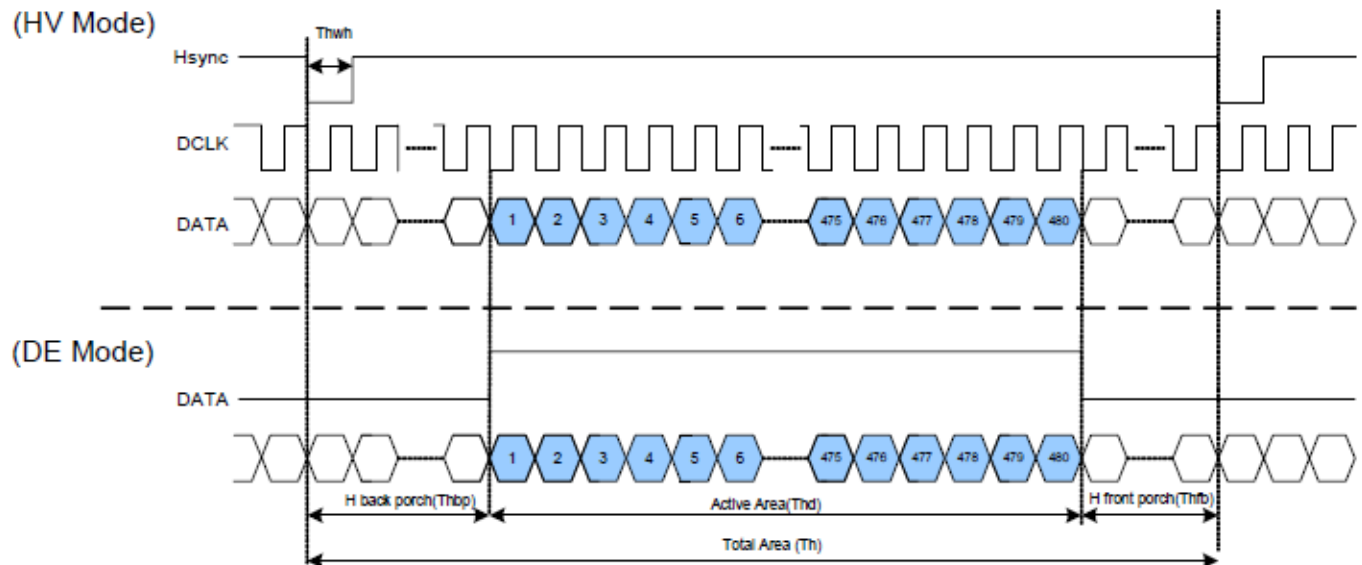 (HV Mode)
Thwh
Hsync
DCLK
DATA
1 2 3 4 5 6 475 476 477 478 479 480
(DE Mode)
DATA
1 2 3 4 5 6 475 476 477 478 479 480
H back porch(Thbp) Active Area(Thd) H front porch(Thfb)
Total Area (Th)